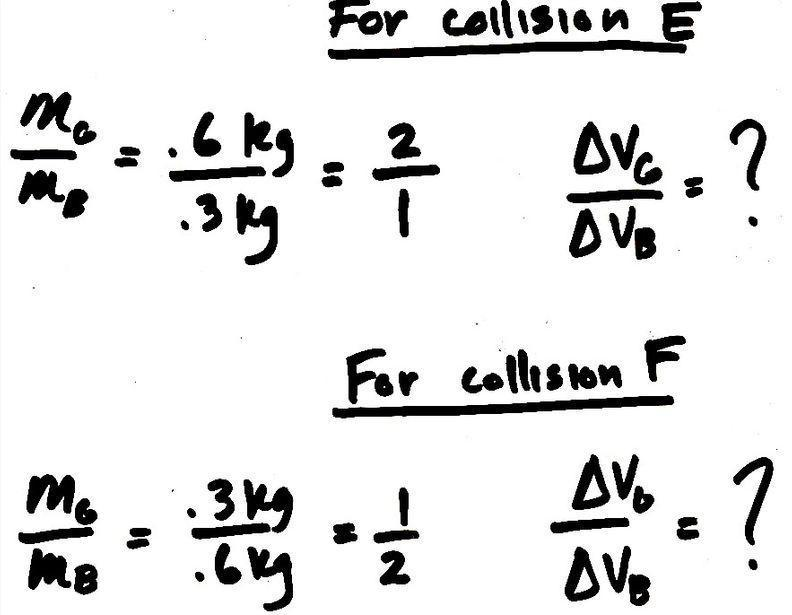 For collision E
mG/mB = .6 kg/.3 kg = 2/1 ΔVG/ΔVB = ?
For collision F
mG/mB = .3 kg/.6 kg = 1/2 ΔVG/ΔVB = ?